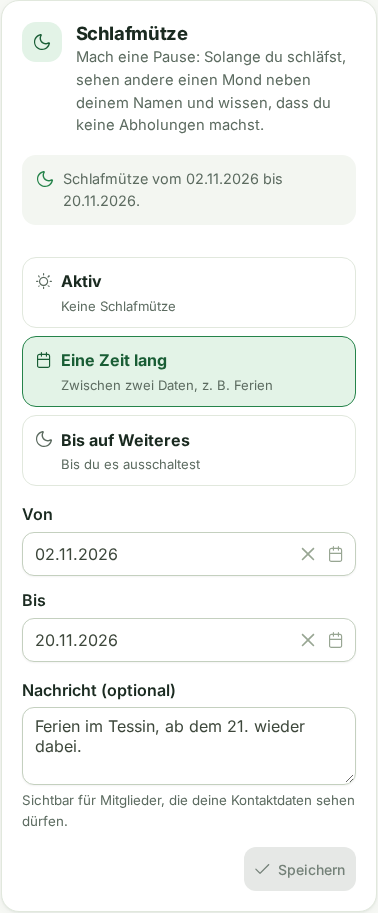 Schlafmütze
Mach eine Pause: Solange du schläfst,
sehen andere einen Mond neben
deinem Namen und wissen, dass du
keine Abholungen machst.
Schlafmütze vom 02.11.2026 bis
20.11.2026.
Aktiv
Keine Schlafmütze
Eine Zeit lang
Zwischen zwei Daten, z. B. Ferien
Bis auf Weiteres
Bis du es ausschaltest
Von
02.11.2026
Bis
20.11.2026
Nachricht (optional)
Ferien im Tessin, ab dem 21. wieder
dabei.
Sichtbar für Mitglieder, die deine Kontaktdaten sehen
dürfen.
Speichern